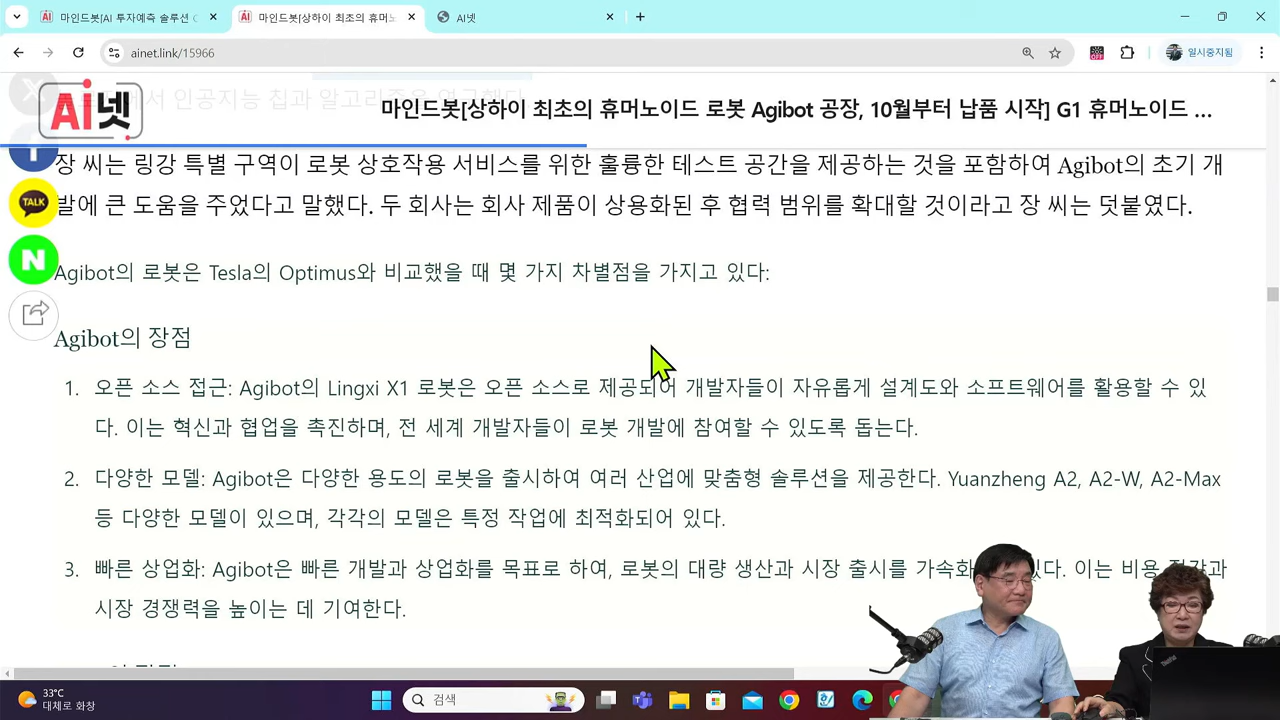 마인드봇[AI 투자예측 솔루션 C
마인드봇[상하이 최초의 휴머노
AI넷
ainet.link/15966
OFF
일시중지됨
Ai넷
마인드봇[상하이 최초의 휴머노이드 로봇 Agibot 공장, 10월부터 납품 시작] G1 휴머노이드 ...
장 씨는 링강 특별 구역이 로봇 상호작용 서비스를 위한 훌륭한 테스트 공간을 제공하는 것을 포함하여 Agibot의 초기 개
TALK
발에 큰 도움을 주었다고 말했다. 두 회사는 회사 제품이 상용화된 후 협력 범위를 확대할 것이라고 장 씨는 덧붙였다.
N
Agibot의 로봇은 Tesla의 Optimus와 비교했을 때 몇 가지 차별점을 가지고 있다:
Agibot의 장점
1. 오픈 소스 접근: Agibot의 Lingxi X1 로봇은 오픈 소스로 제공되어 개발자들이 자유롭게 설계도와 소프트웨어를 활용할 수 있
다. 이는 혁신과 협업을 촉진하며, 전 세계 개발자들이 로봇 개발에 참여할 수 있도록 돕는다.
2. 다양한 모델: Agibot은 다양한 용도의 로봇을 출시하여 여러 산업에 맞춤형 솔루션을 제공한다. Yuanzheng A2, A2-W, A2-Max
등 다양한 모델이 있으며, 각각의 모델은 특정 작업에 최적화되어 있다.
3. 빠른 상업화: Agibot은 빠른 개발과 상업화를 목표로 하여, 로봇의 대량 생산과 시장 출시를 가속화 있다. 이는 비용
시장 경쟁력을 높이는 데 기여한다.
33°C
대체로 화창
검색
ThinkPad